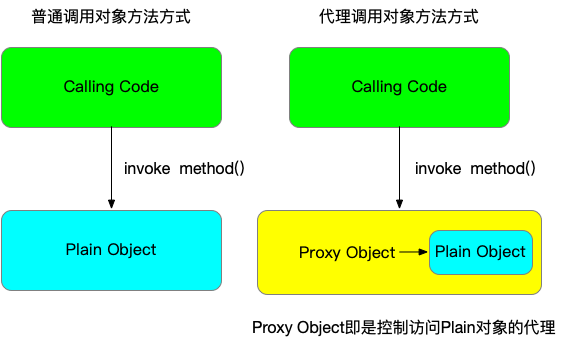 普通调用对象方法方式
代理调用对象方法方式
Calling Code
Calling Code
invoke method()
invoke method()
Plain Object
Proxy Object
Plain Object
Proxy Object即是控制访问Plain对象的代理